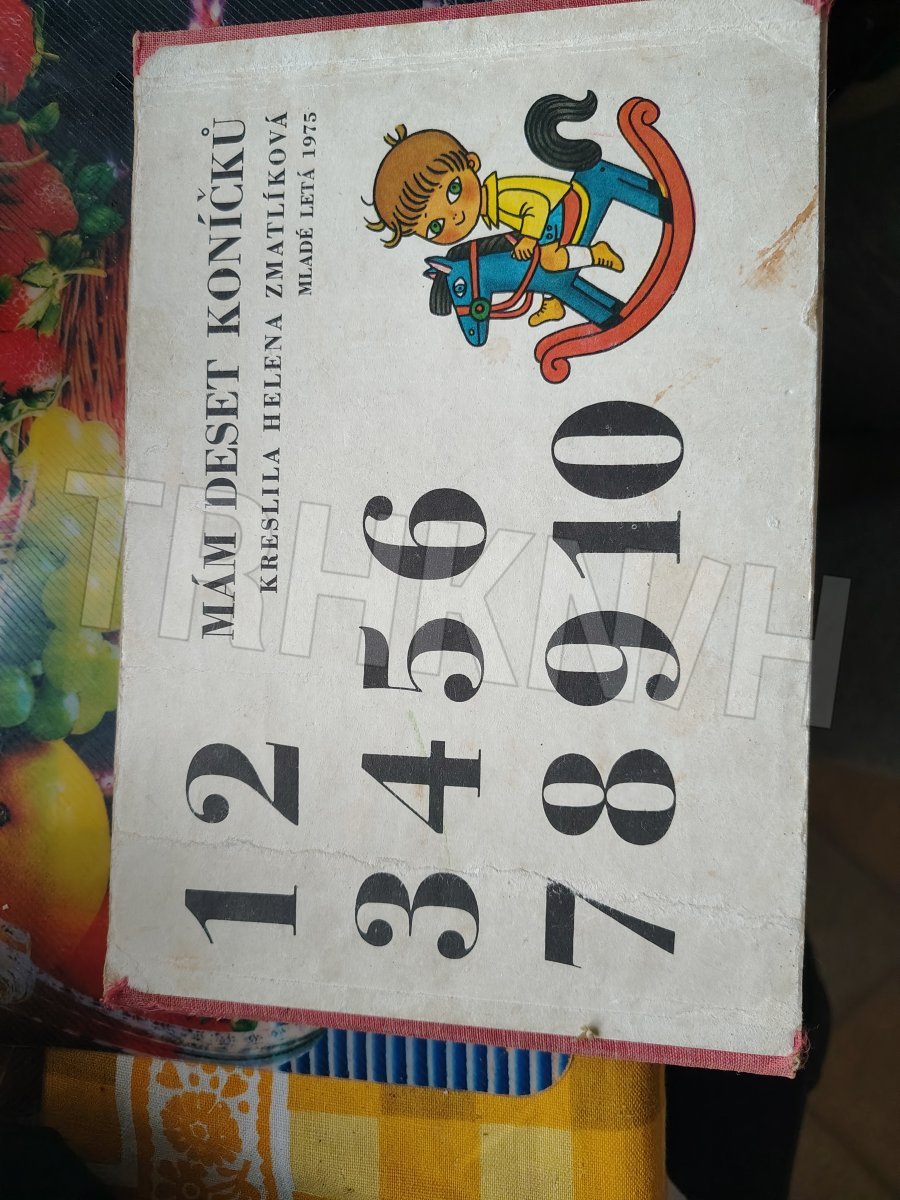 1 2
MÁM DESET KONÍČKŮ
KRESLILA HELENA ZMATLÍKOVÁ
MLADÉ LETÁ 1975
3 4 5 6
7 8 9 10
TRHKNIH